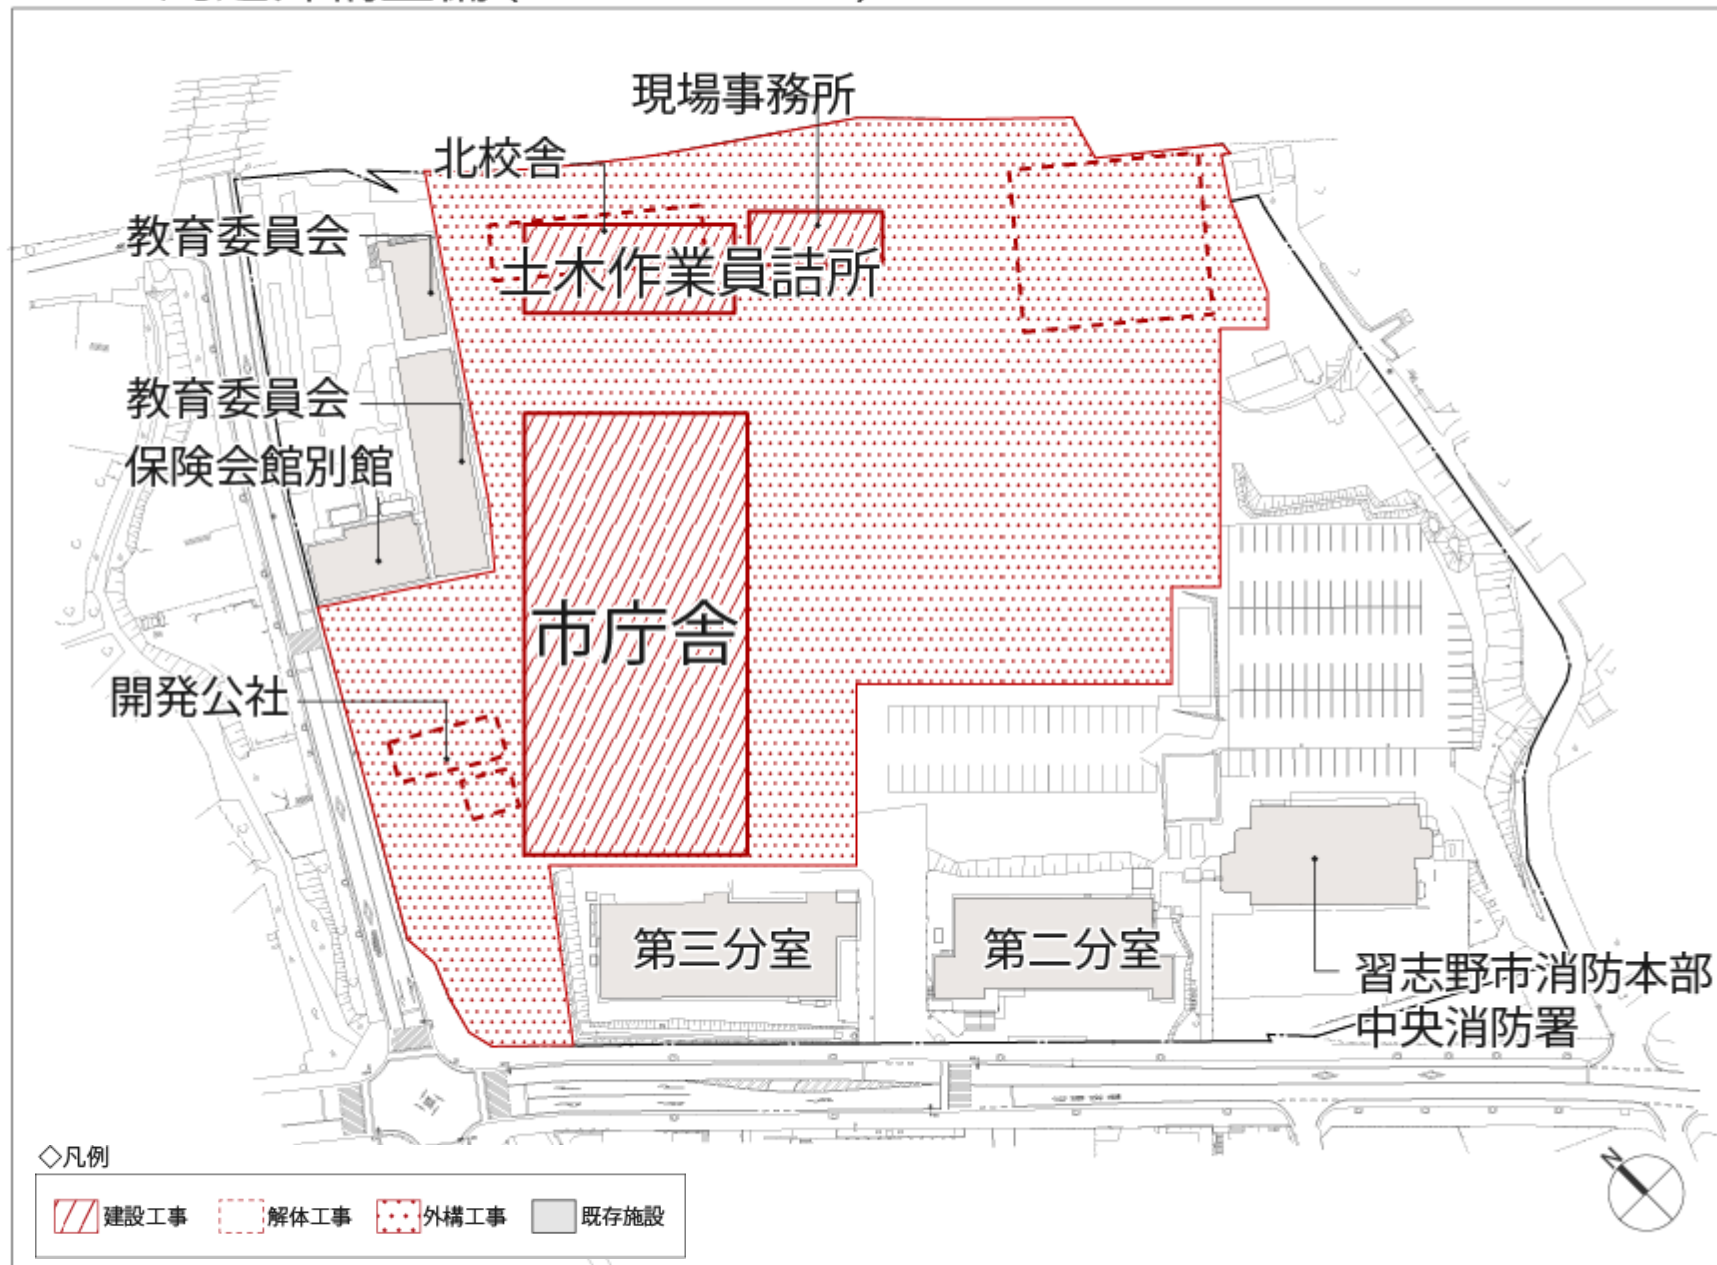 現場事務所
北校舎
教育委員会
土木作業員詰所
教育委員会
保険会館別館
市庁舎
開発公社
第三分室
第二分室
習志野市消防本部
中央消防署
N
◇凡例
建設工事
解体工事
外構工事
既存施設